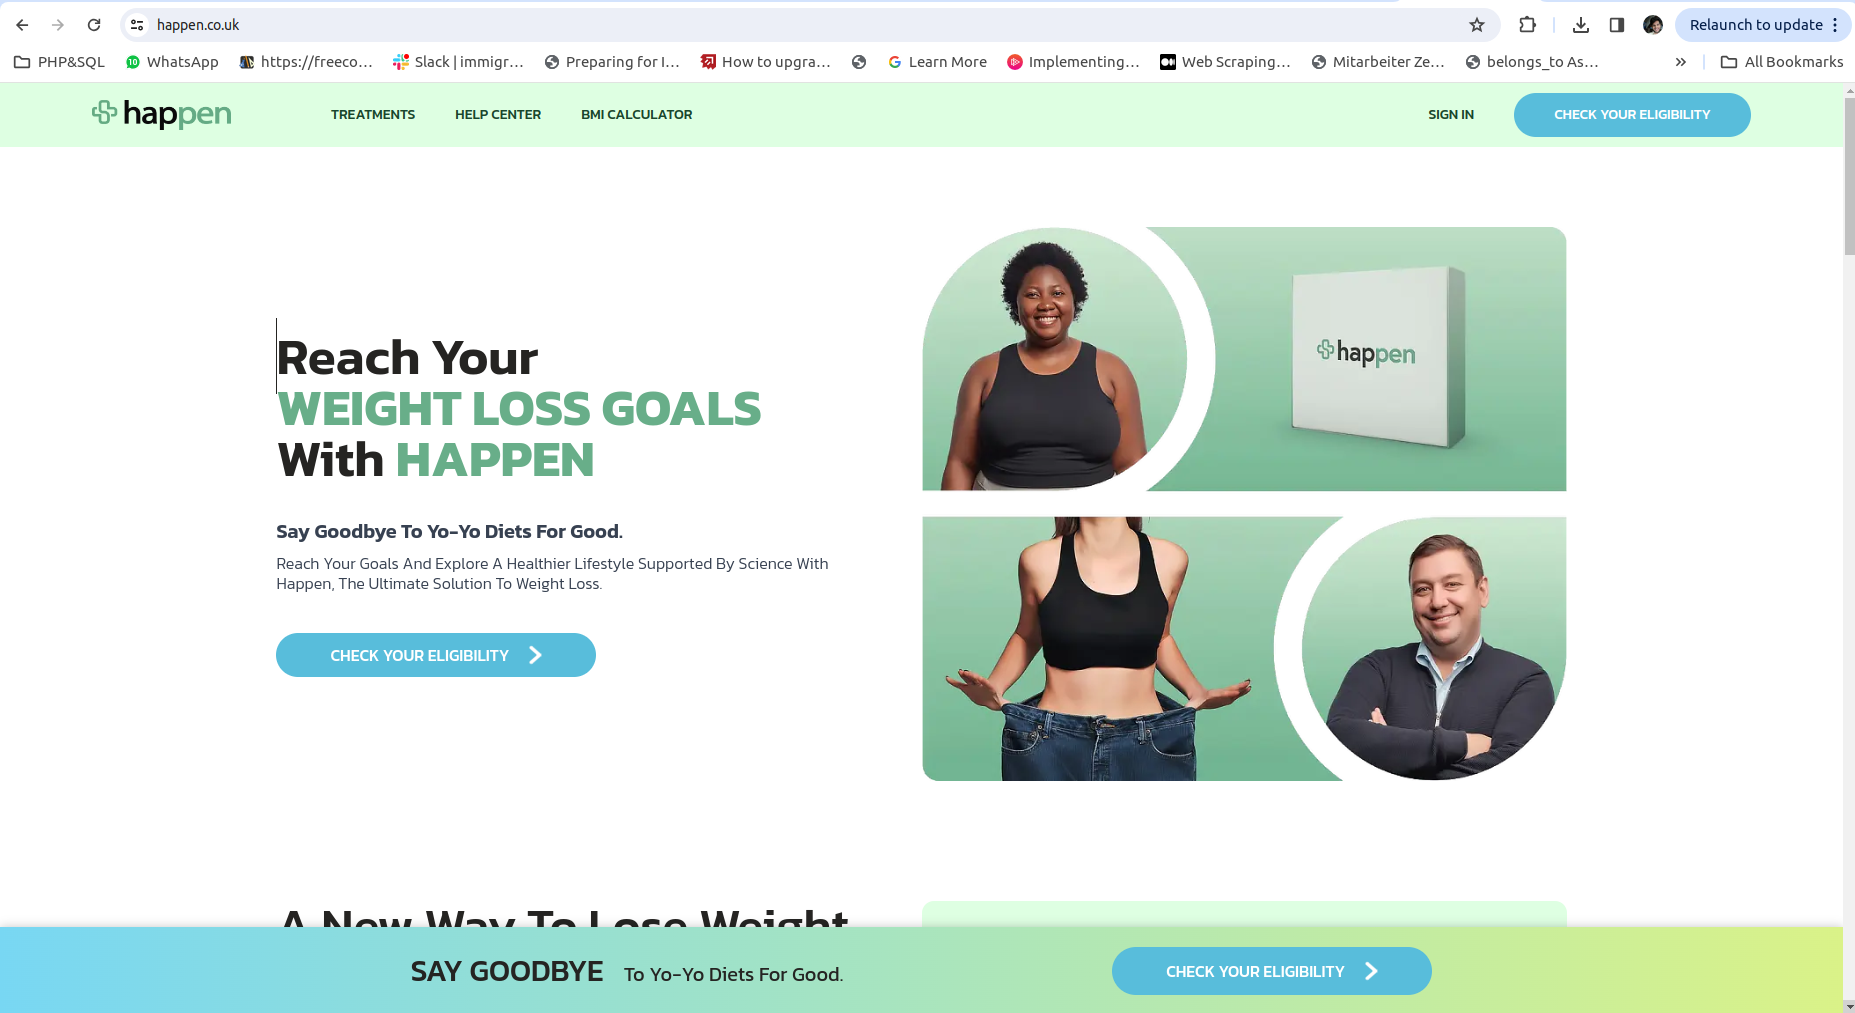 happen.co.uk
Relaunch to update
PHP&SQL
WhatsApp
https://freeco...
Slack | immigr...
Preparing for I...
How to upgra...
Learn More
Implementing...
Web Scraping...
Mitarbeiter Ze...
belongs_to As...
All Bookmarks
happen
TREATMENTS
HELP CENTER
BMI CALCULATOR
SIGN IN
CHECK YOUR ELIGIBILITY
Reach Your
WEIGHT LOSS GOALS
With HAPPEN
Say Goodbye To Yo-Yo Diets For Good.
Reach Your Goals And Explore A Healthier Lifestyle Supported By Science With
Happen, The Ultimate Solution To Weight Loss.
CHECK YOUR ELIGIBILITY
happen
A New Way To Lose Weight
SAY GOODBYE To Yo-Yo Diets For Good.
CHECK YOUR ELIGIBILITY